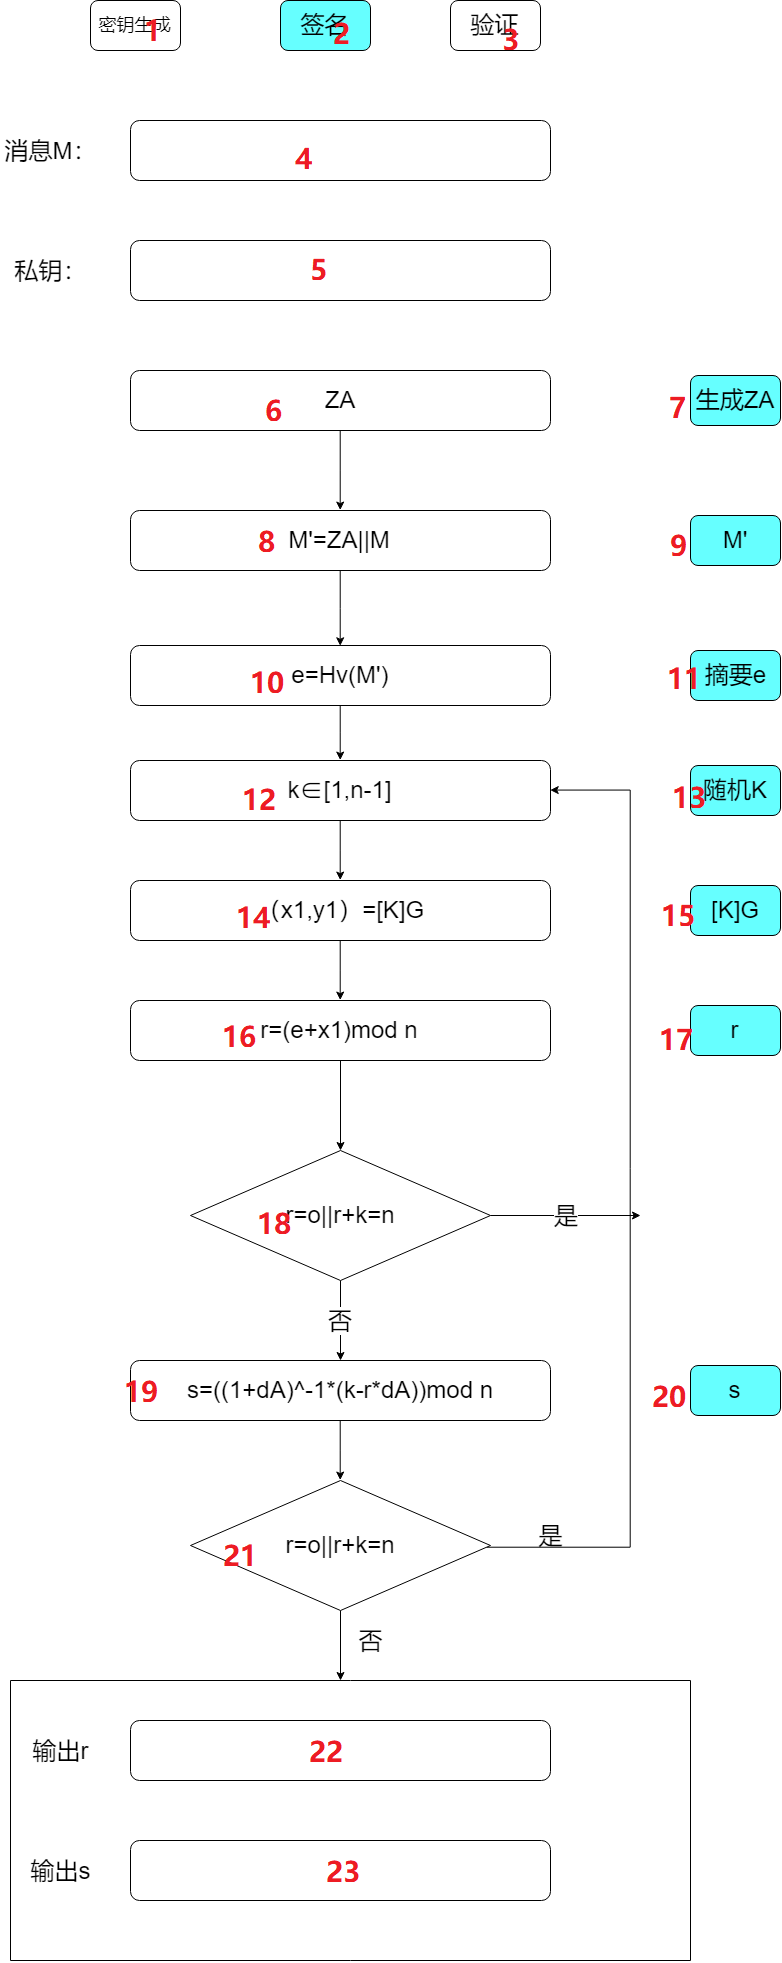 密钥生成 1
签名 2
验证 3
消息M：
4
私钥：
5
6 ZA
7 生成ZA
8 M'=ZA||M
9 M'
10 e=Hv(M')
11 摘要e
12 k∈[1,n-1]
13 随机K
14 (x1,y1）=[K]G
15 [K]G
16 r=(e+x1)mod n
17 r
18 r=o||r+k=n
是
否
19 s=((1+dA)^-1*(k-r*dA))mod n
20 s
21 r=o||r+k=n
是
否
输出r
22
输出s
23